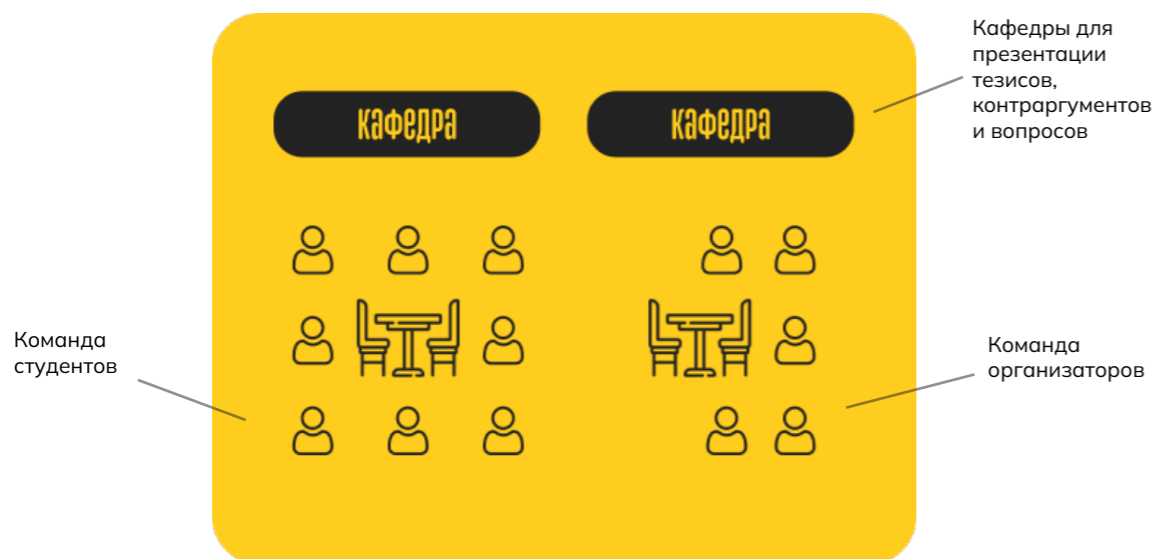 Кафедры для
презентации
тезисов,
контраргументов
и вопросов
кафедра
кафедра
Команда
студентов
Команда
организаторов